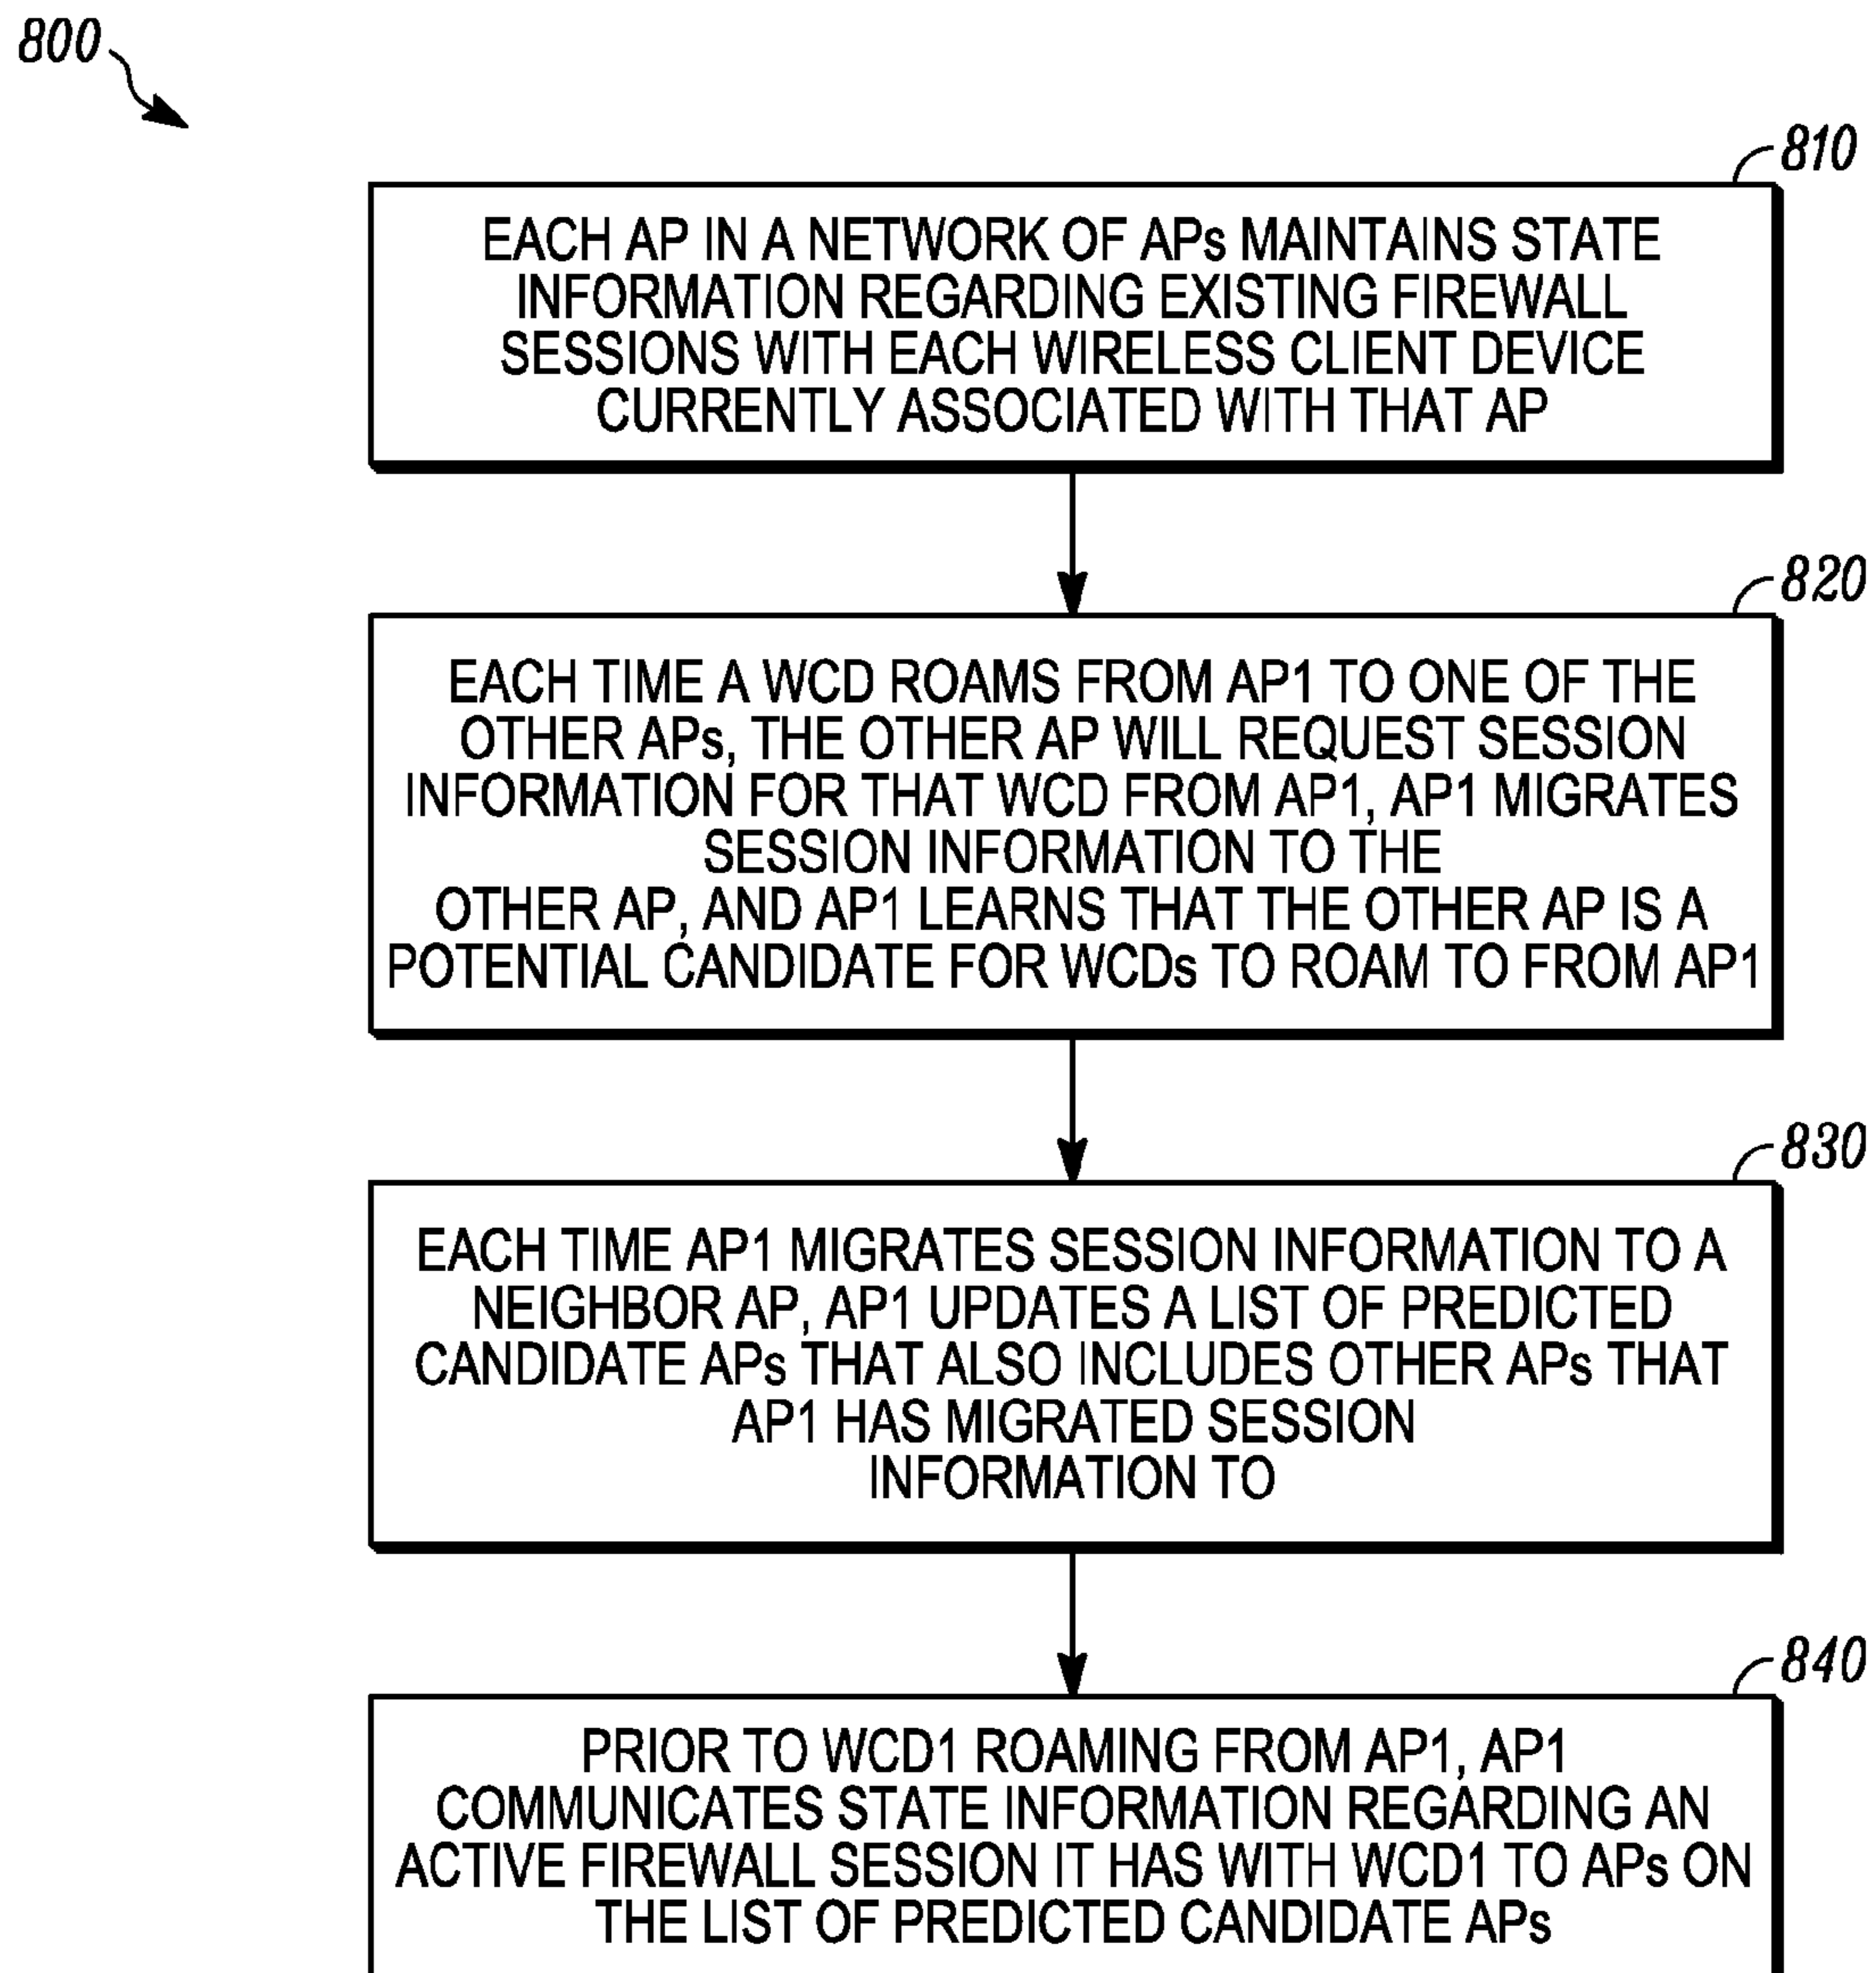 800
810
EACH AP IN A NETWORK OF APs MAINTAINS STATE
INFORMATION REGARDING EXISTING FIREWALL
SESSIONS WITH EACH WIRELESS CLIENT DEVICE
CURRENTLY ASSOCIATED WITH THAT AP
820
EACH TIME A WCD ROAMS FROM AP1 TO ONE OF THE
OTHER APs, THE OTHER AP WILL REQUEST SESSION
INFORMATION FOR THAT WCD FROM AP1, AP1 MIGRATES
SESSION INFORMATION TO THE
OTHER AP, AND AP1 LEARNS THAT THE OTHER AP IS A
POTENTIAL CANDIDATE FOR WCDs TO ROAM TO FROM AP1
830
EACH TIME AP1 MIGRATES SESSION INFORMATION TO A
NEIGHBOR AP, AP1 UPDATES A LIST OF PREDICTED
CANDIDATE APs THAT ALSO INCLUDES OTHER APs THAT
AP1 HAS MIGRATED SESSION
INFORMATION TO
840
PRIOR TO WCD1 ROAMING FROM AP1, AP1
COMMUNICATES STATE INFORMATION REGARDING AN
ACTIVE FIREWALL SESSION IT HAS WITH WCD1 TO APs ON
THE LIST OF PREDICTED CANDIDATE APs